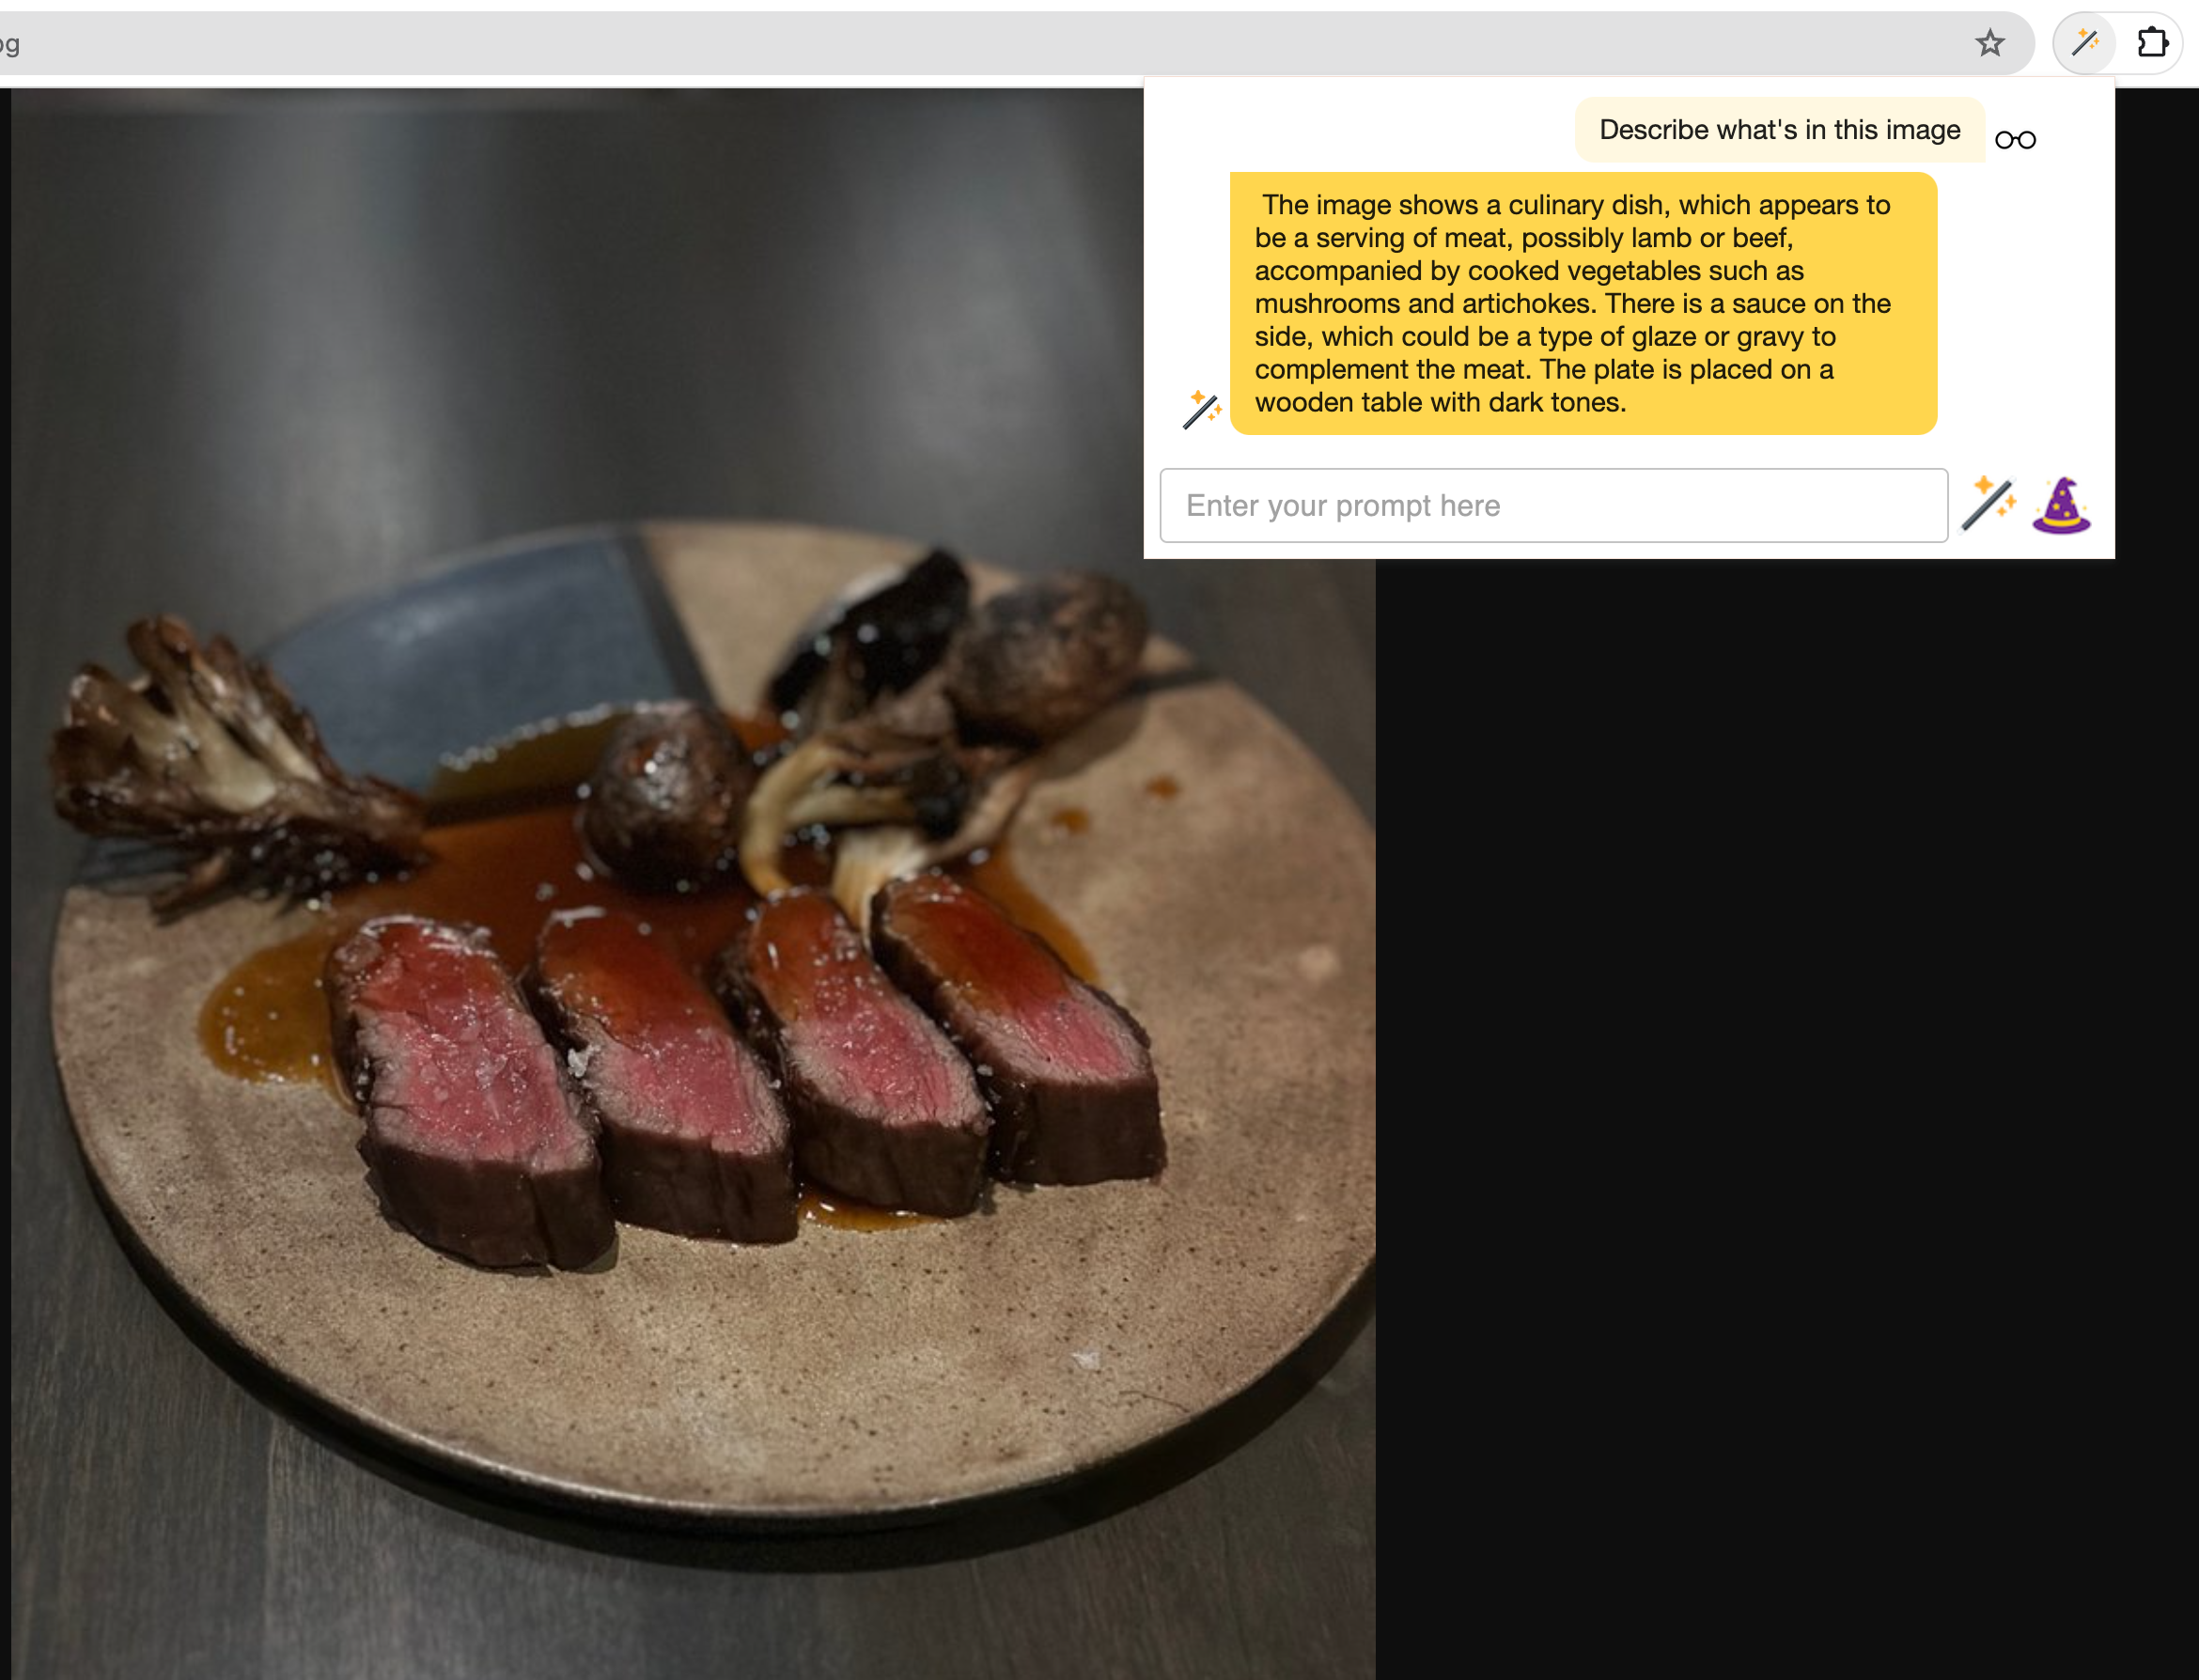 og
Describe what's in this image
The image shows a culinary dish, which appears to
be a serving of meat, possibly lamb or beef,
accompanied by cooked vegetables such as
mushrooms and artichokes. There is a sauce on the
side, which could be a type of glaze or gravy to
complement the meat. The plate is placed on a
wooden table with dark tones.
Enter your prompt here